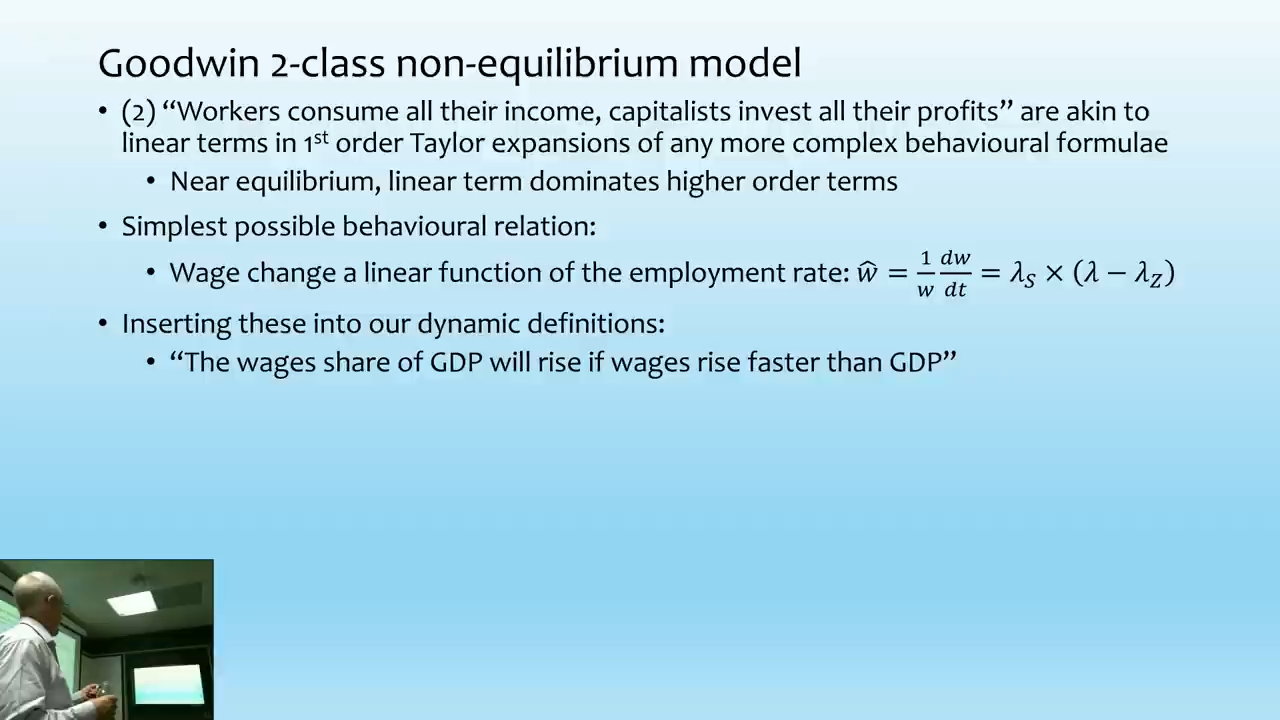 Goodwin 2-class non-equilibrium model
• (2) “Workers consume all their income, capitalists invest all their profits” are akin to
linear terms in 1st order Taylor expansions of any more complex behavioural formulae
• Near equilibrium, linear term dominates higher order terms
• Simplest possible behavioural relation:
• Wage change a linear function of the employment rate: ŵ = 1/w dw/dt = λ_S × (λ − λ_Z)
• Inserting these into our dynamic definitions:
• “The wages share of GDP will rise if wages rise faster than GDP”